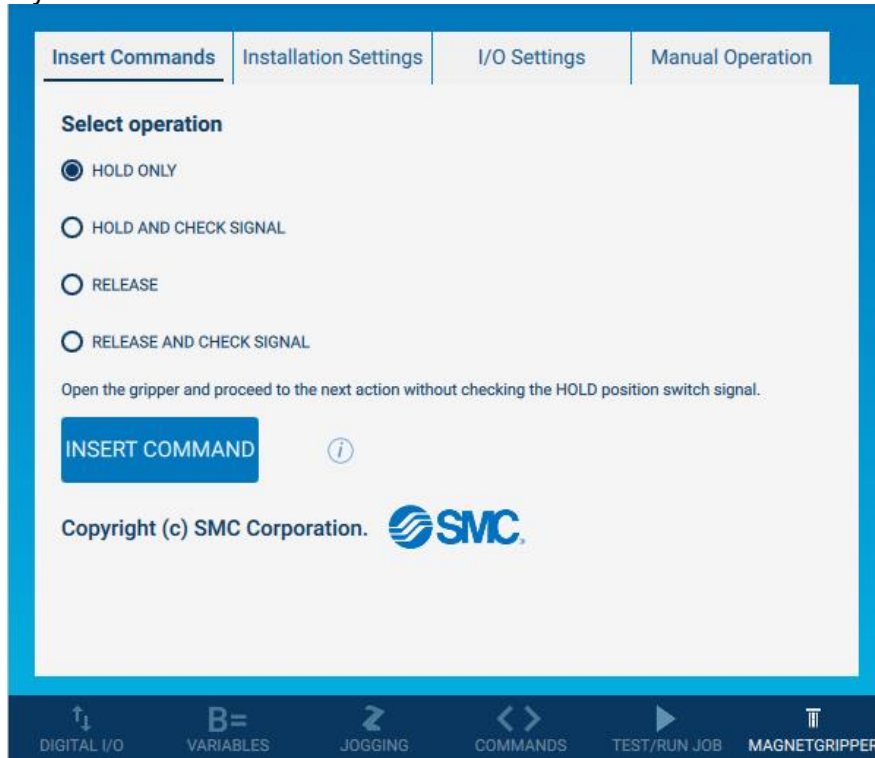 Insert Commands Installation Settings I/O Settings Manual Operation
Select operation
HOLD ONLY
HOLD AND CHECK SIGNAL
RELEASE
RELEASE AND CHECK SIGNAL
Open the gripper and proceed to the next action without checking the HOLD position switch signal.
INSERT COMMAND i
Copyright (c) SMC Corporation. SMC
B=
DIGITAL I/O VARIABLES JOGGING COMMANDS TEST/RUN JOB MAGNETGRIPPER